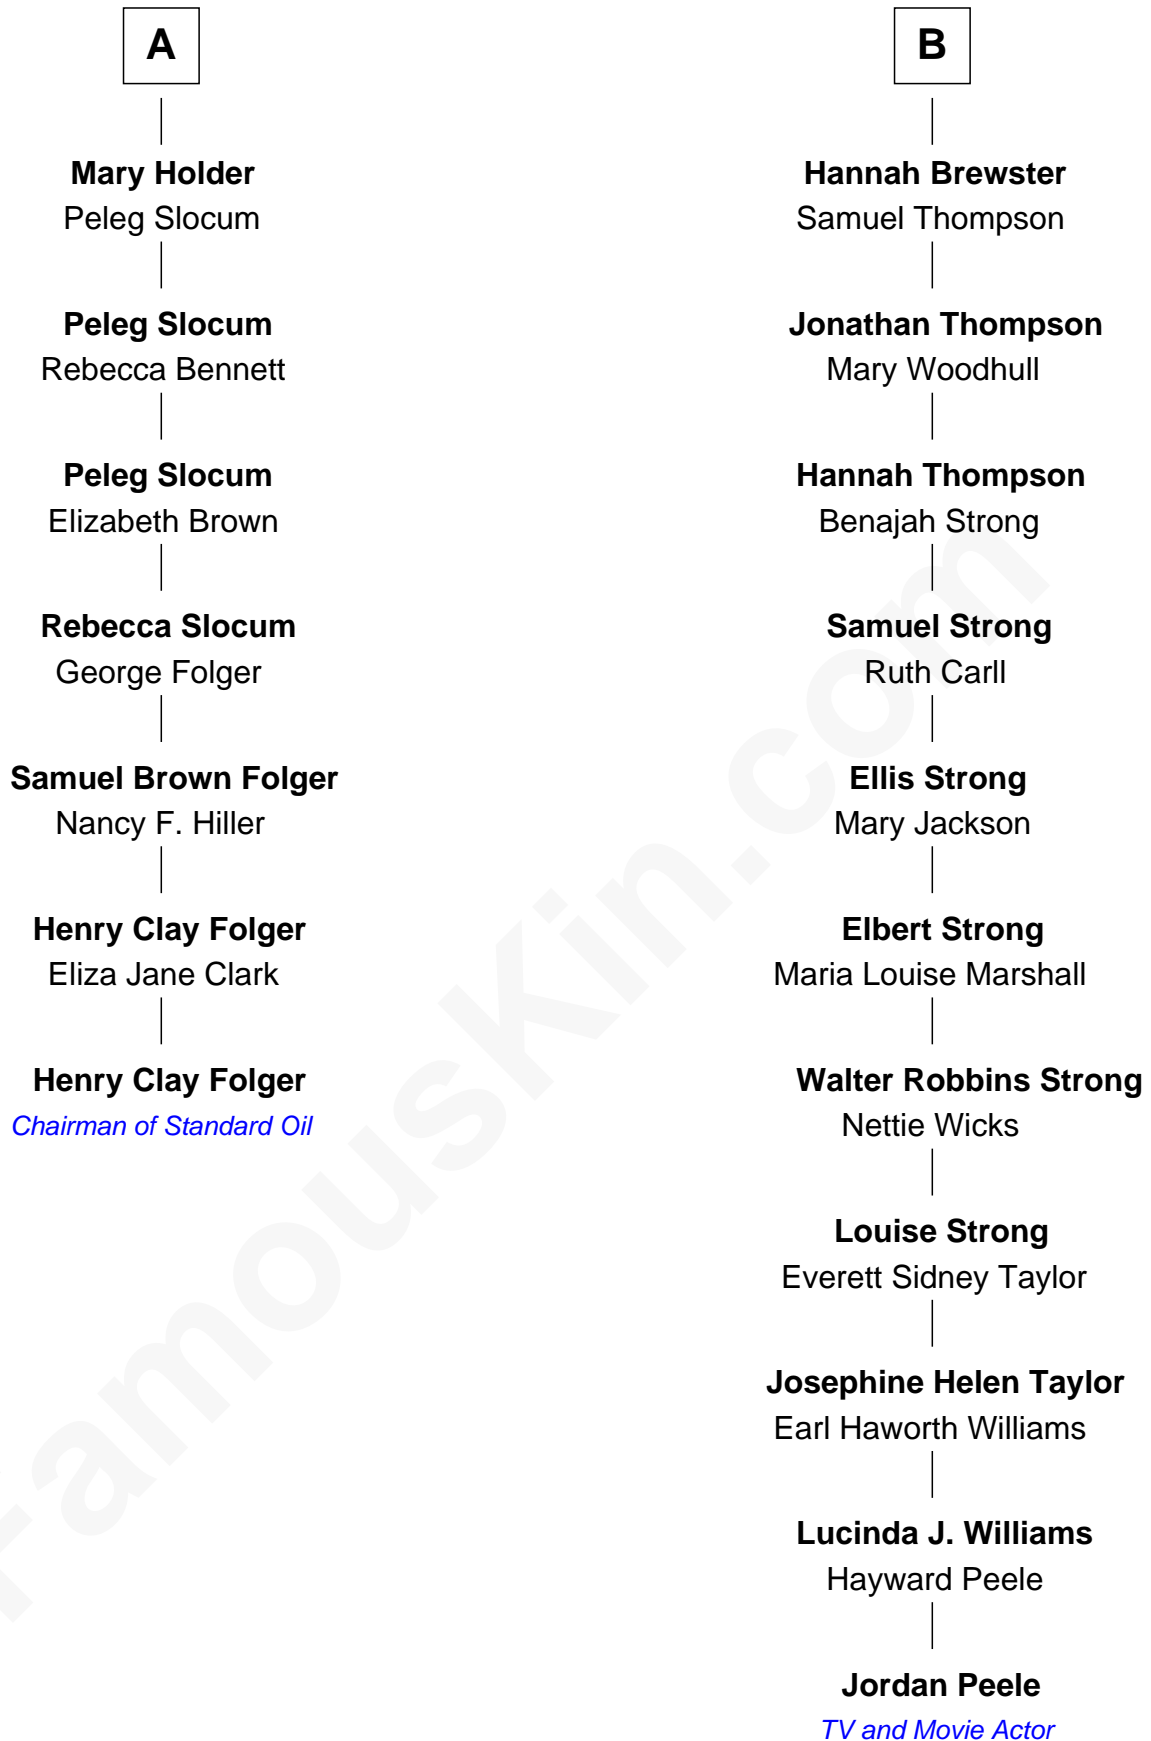 A
Mary Holder
Peleg Slocum
Peleg Slocum
Rebecca Bennett
Peleg Slocum
Elizabeth Brown
Rebecca Slocum
George Folger
Samuel Brown Folger
Nancy F. Hiller
Henry Clay Folger
Eliza Jane Clark
Henry Clay Folger
Chairman of Standard Oil
B
Hannah Brewster
Samuel Thompson
Jonathan Thompson
Mary Woodhull
Hannah Thompson
Benajah Strong
Samuel Strong
Ruth Carll
Ellis Strong
Mary Jackson
Elbert Strong
Maria Louise Marshall
Walter Robbins Strong
Nettie Wicks
Louise Strong
Everett Sidney Taylor
Josephine Helen Taylor
Earl Haworth Williams
Lucinda J. Williams
Hayward Peele
Jordan Peele
TV and Movie Actor
FamousKin.com